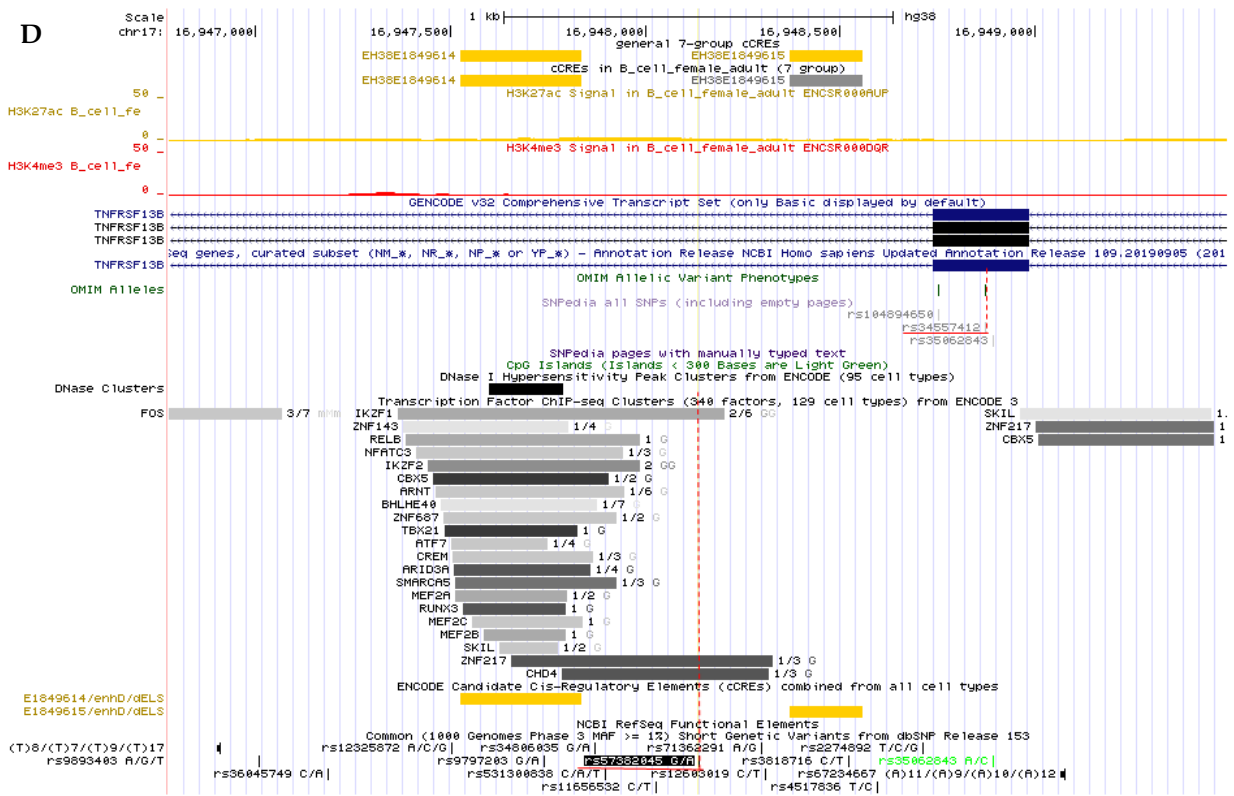 D
Scale 1 kb hg38
chr17: 16,947,000 16,947,500 16,948,000 16,948,500 16,949,000
general 7-group cCREs
EH38E1849614 EH38E1849615
cCREs in B_cell_female_adult (7 group)
EH38E1849614 EH38E1849615
50 _ H3K27ac Signal in B_cell_female_adult ENCSR000AUP
H3K27ac B_cell_fe
0 _
50 _ H3K4me3 Signal in B_cell_female_adult ENCSR000DQR
H3K4me3 B_cell_fe
0 _
GENCODE v32 Comprehensive Transcript Set (only Basic displayed by default)
TNFRSF13B
TNFRSF13B
TNFRSF13B
Seq genes, curated subset (NM_*, NR_*, NP_* or YP_*) - Annotation Release NCBI Homo sapiens Updated Annotation Release 109.20190905 (201
TNFRSF13B
OMIM Allelic Variant Phenotypes
OMIM Alleles
SNPedia all SNPs (including empty pages)
rs104894650
rs34557412
rs35062843
SNPedia pages with manually typed text
CpG Islands (Islands < 300 Bases are Light Green)
DNase I Hypersensitivity Peak Clusters from ENCODE (95 cell types)
DNase Clusters
Transcription Factor ChIP-seq Clusters (340 factors, 129 cell types) from ENCODE 3
FOS 3/7 mMm IKZF1 2/6 GG SKIL 1.
ZNF143 1/4 G ZNF217 1
RELB 1 G CBX5 1
NFATC3 1/3 G
IKZF2 2 GG
CBX5 1/2 G
ARNT 1/6 G
BHLHE40 1/7 G
ZNF687 1/2 G
TBX21 1 G
ATF7 1/4 G
CREM 1/3 G
ARID3A 1/4 G
SMARCA5 1/3 G
MEF2A 1/2 G
RUNX3 1 G
MEF2C 1 G
MEF2B 1 G
SKIL 1/2 G
ZNF217 1/3 G
CHD4 1/3 G
ENCODE Candidate Cis-Regulatory Elements (cCREs) combined from all cell types
E1849614/enhD/dELS
E1849615/enhD/dELS
NCBI RefSeq Functional Elements
Common (1000 Genomes Phase 3 MAF >= 1%) Short Genetic Variants from dbSNP Release 153
(T)8/(T)7/(T)9/(T)17 rs12325872 A/C/G rs34806035 G/A rs71362291 A/G rs2274892 T/C/G
rs9893403 A/G/T rs9797203 G/A rs57382045 G/A rs3818716 C/T rs35062843 A/C
rs36045749 C/A rs531300838 C/A/T rs12603019 C/T rs67234667 (A)11/(A)9/(A)10/(A)12
rs11656532 C/T rs4517836 T/C